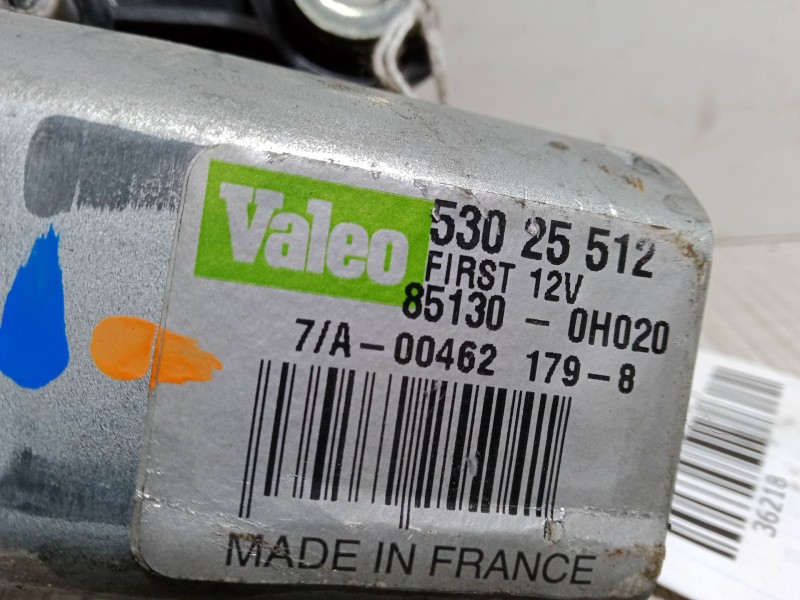 Valeo
530 25 512
FIRST 12V
85130 - 0H020
7/A-00462 179-8
MADE IN FRANCE
36218